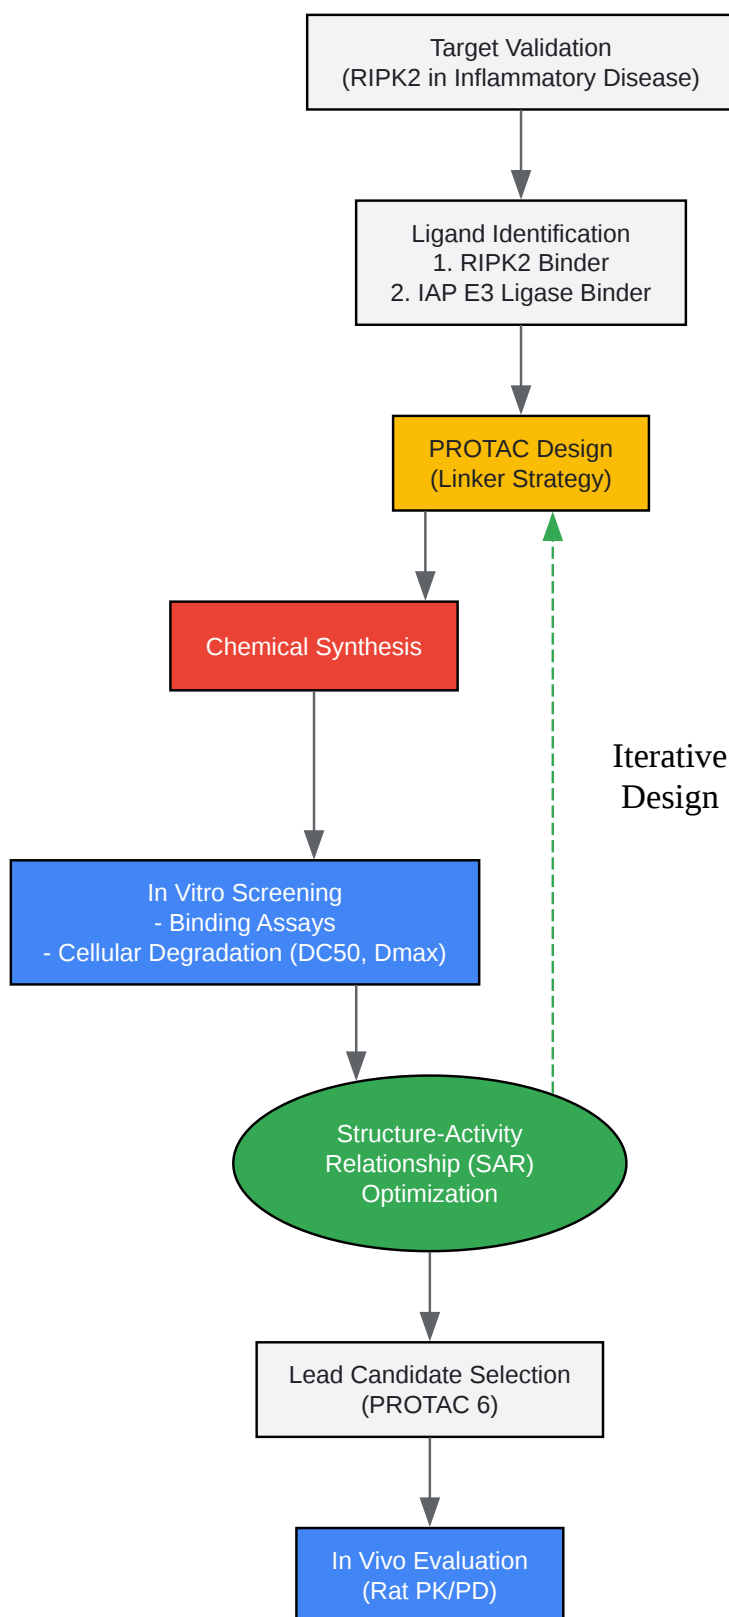 Target Validation
(RIPK2 in Inflammatory Disease)
Ligand Identification
1. RIPK2 Binder
2. IAP E3 Ligase Binder
PROTAC Design
(Linker Strategy)
Chemical Synthesis
Iterative
Design
In Vitro Screening
- Binding Assays
- Cellular Degradation (DC50, Dmax)
Structure-Activity
Relationship (SAR)
Optimization
Lead Candidate Selection
(PROTAC 6)
In Vivo Evaluation
(Rat PK/PD)